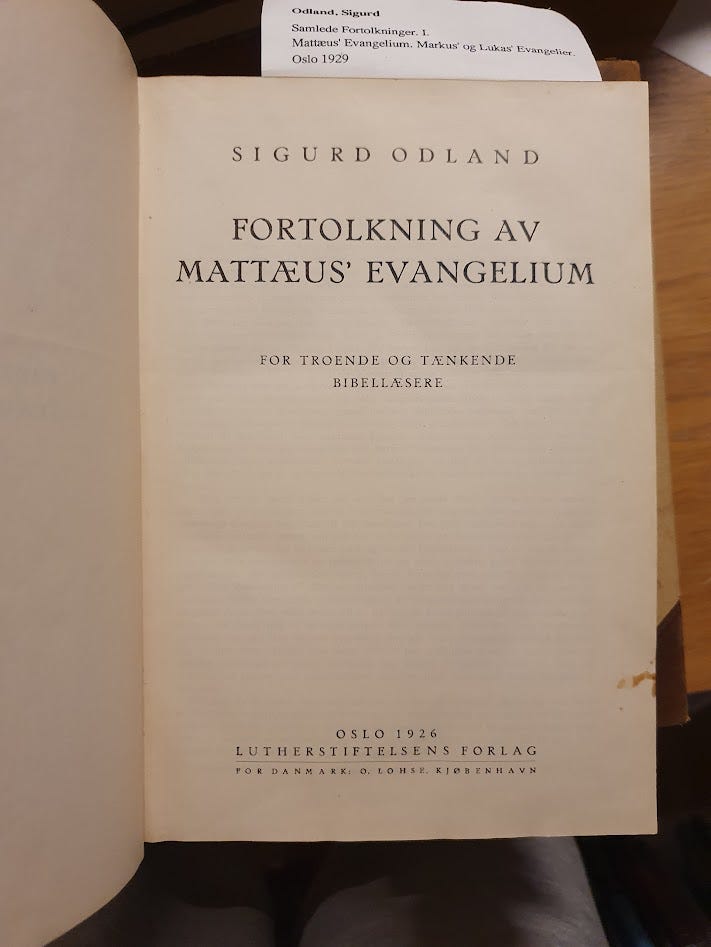 Odland, Sigurd
Samlede Fortolkninger. I.
Mattæus' Evangelium. Markus' og Lukas' Evangelier.
Oslo 1929
SIGURD ODLAND
FORTOLKNING AV
MATTÆUS' EVANGELIUM
FOR TROENDE OG TÆNKENDE
BIBELLÆSERE
OSLO 1926
LUTHERSTIFTELSENS FORLAG
FOR DANMARK: O. LOHSE, KJØBENHAVN